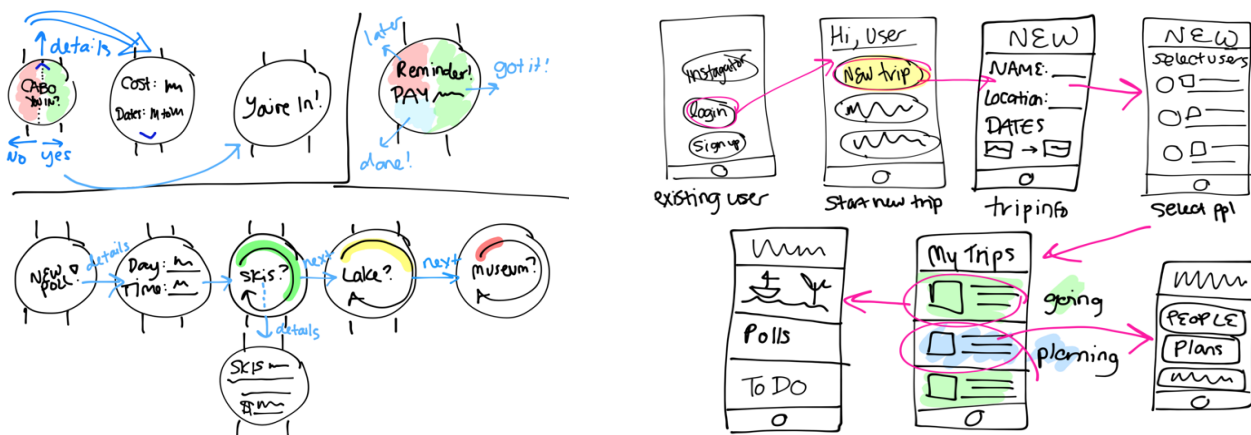 details
CABO
You IN?
No yes
Cost:
Dates: to
You're In!
later
Reminder!
PAY
got it!
done!
NEW
POLL
details
Day:
Time:
Skis?
next
Lake?
next
museum?
details
SKIS
login
Sign up
existing user
Hi, User
New trip
Start new trip
NEW
NAME:
Location:
DATES
trip info
NEW
Select users
Select ppl
Polls
To DO
My Trips
going
planning
PEOPLE
Plans